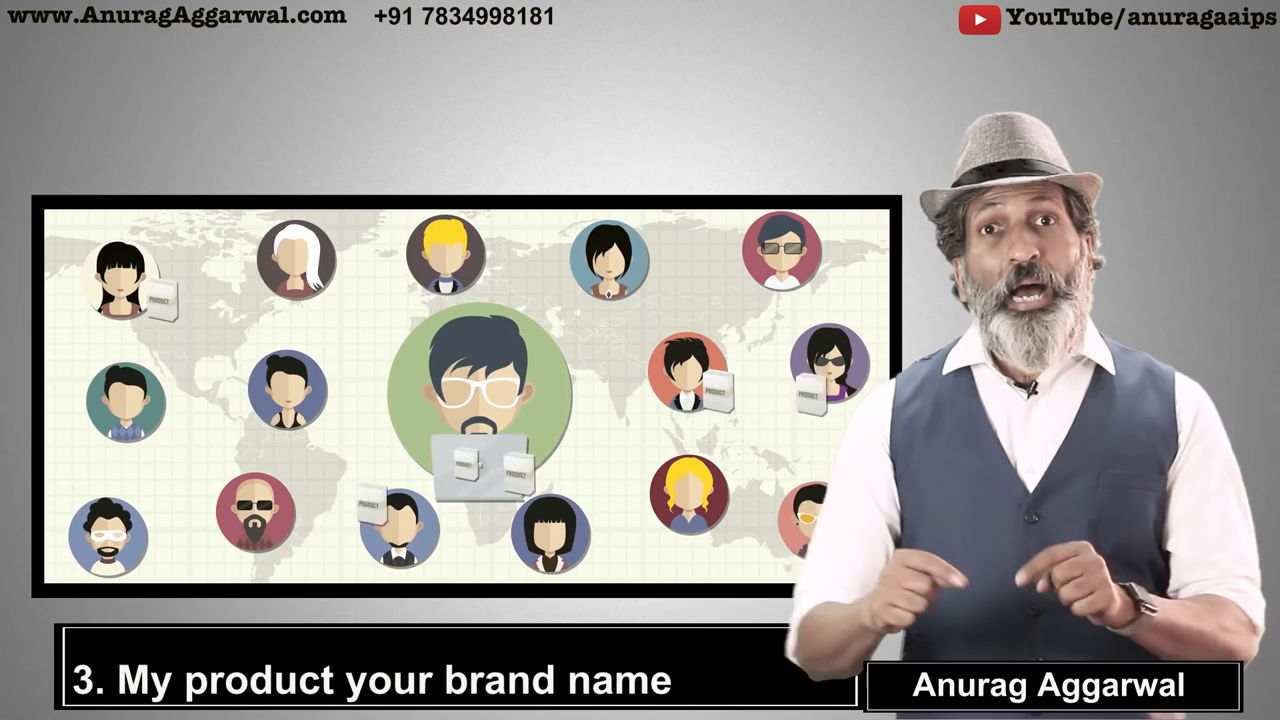 www.AnuragAggarwal.com +91 7834998181
YouTube/anuragaaips
PRODUCT
PRODUCT
PRODUCT
PRODUCT
PRODUCT
PRODUCT
3. My product your brand name
Anurag Aggarwal